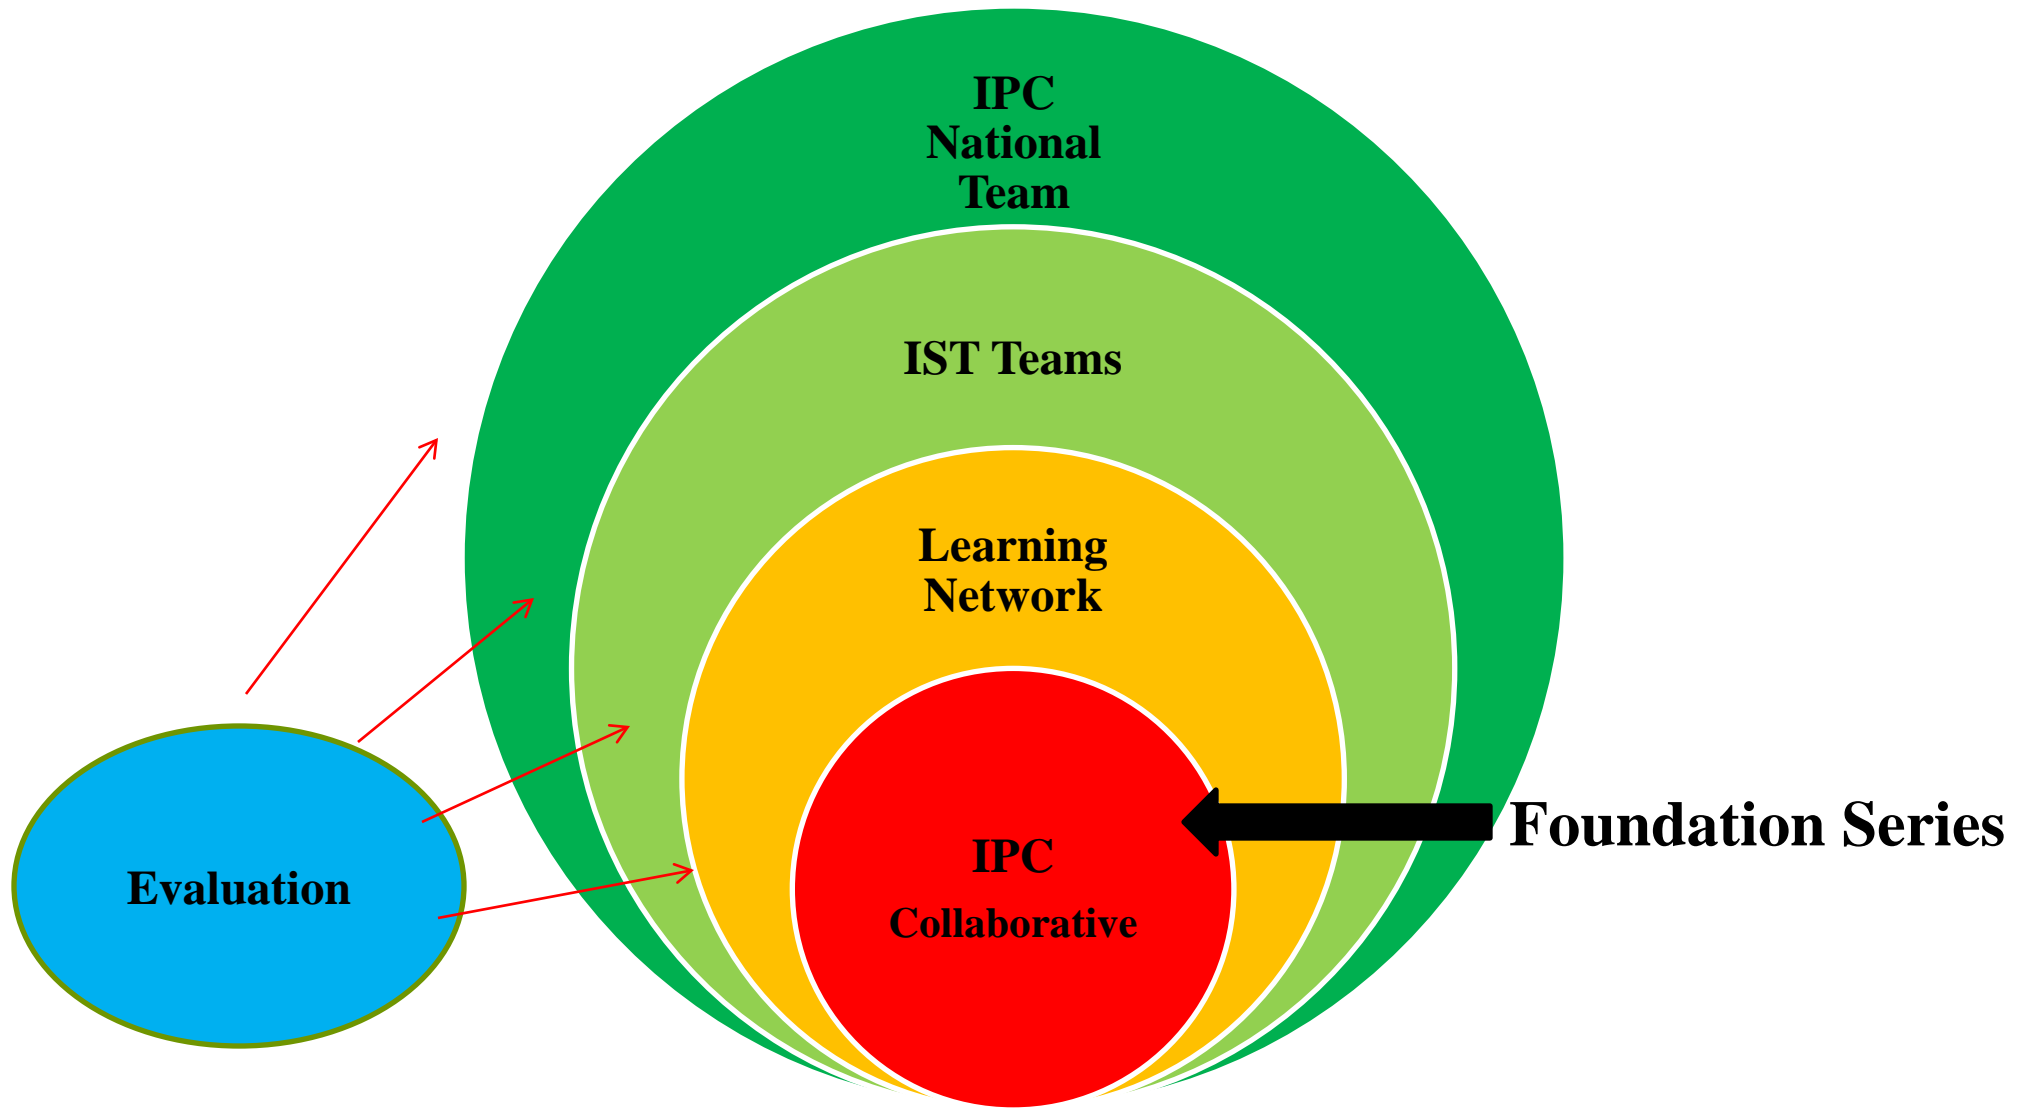 IPC
National
Team
IST Teams
Learning
Network
IPC
Collaborative
Foundation Series
Evaluation